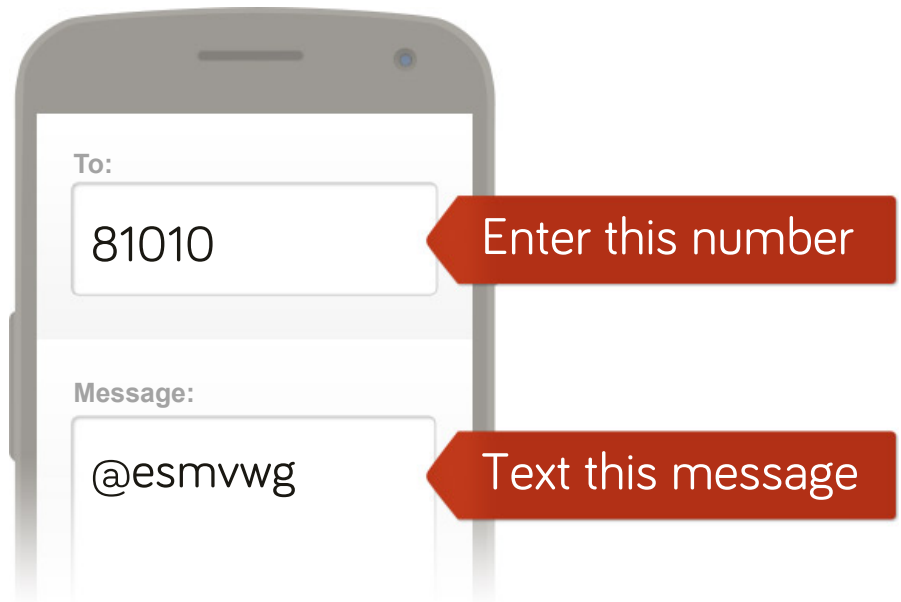 To:
81010
Enter this number
Message:
@esmvwg
Text this message